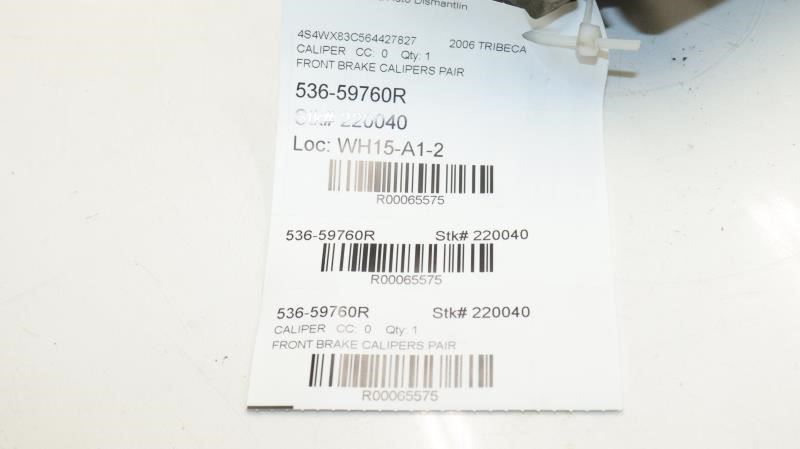 Auto Dismantlin
4S4WX83C564427827 2006 TRIBECA
CALIPER CC: 0 Qty: 1
FRONT BRAKE CALIPERS PAIR
536-59760R
Stk# 220040
Loc: WH15-A1-2
R00065575
536-59760R Stk# 220040
R00065575
536-59760R Stk# 220040
CALIPER CC: 0 Qty: 1
FRONT BRAKE CALIPERS PAIR
R00065575